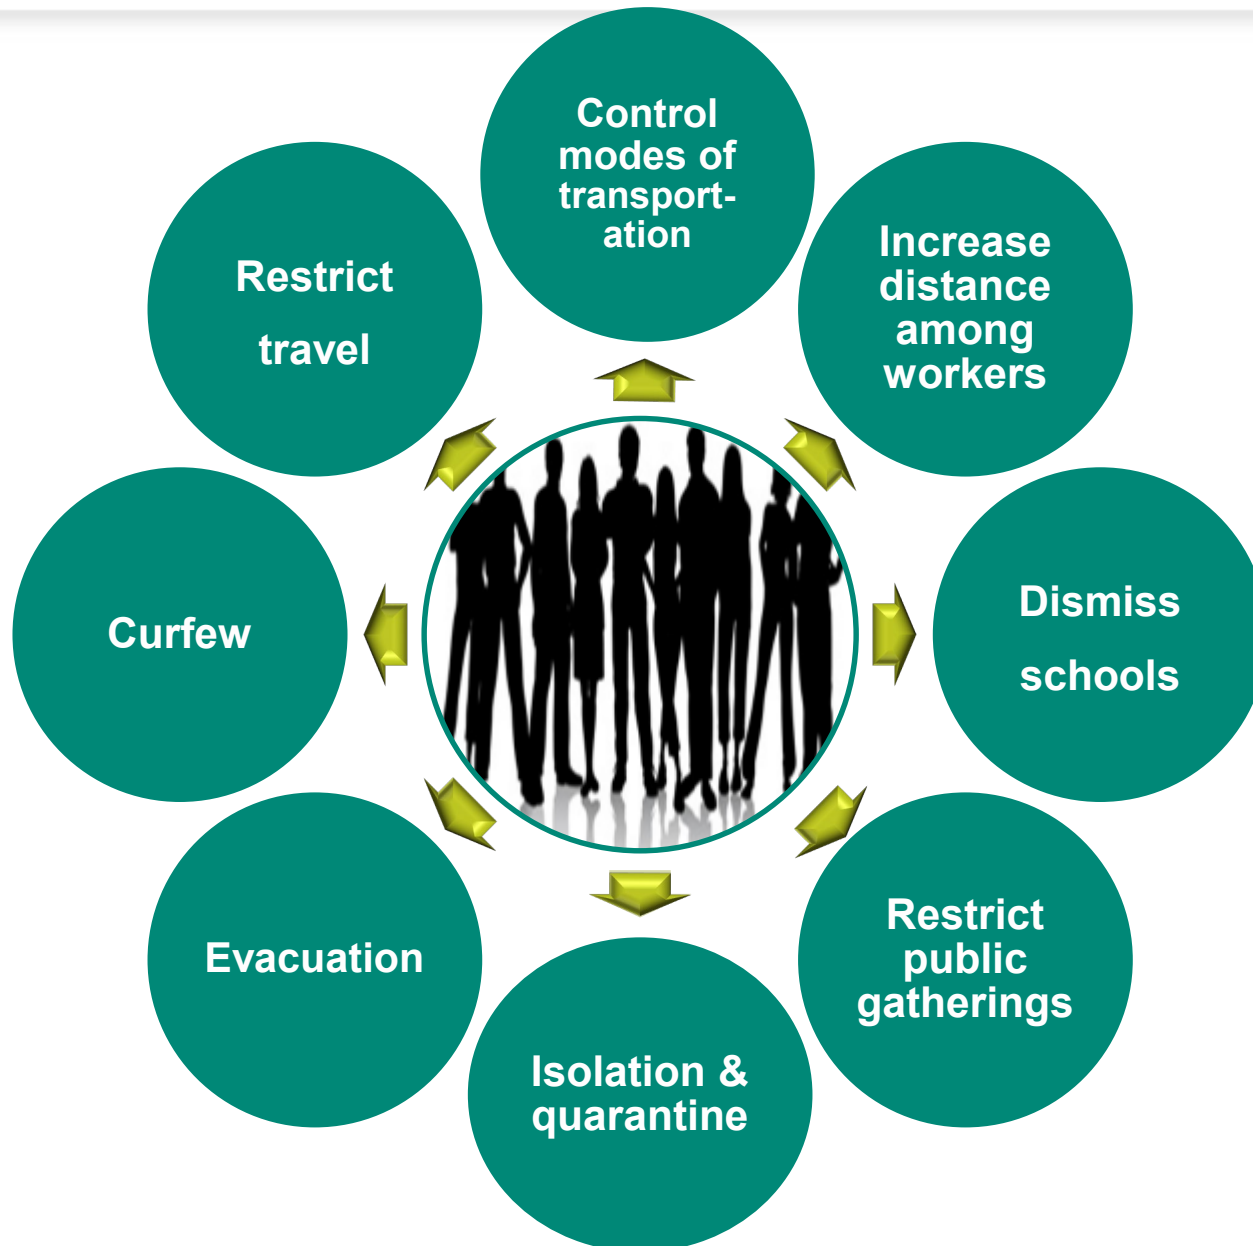 Control
modes of
transport-
ation
Increase
distance
among
workers
Dismiss
schools
Restrict
public
gatherings
Isolation &
quarantine
Evacuation
Curfew
Restrict
travel